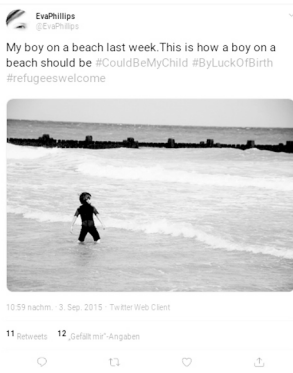 EvaPhillips
@EvaPhillips
My boy on a beach last week.This is how a boy on a
beach should be #CouldBeMyChild #ByLuckOfBirth
#refugeeswelcome
10:59 nachm. · 3. Sep. 2015 · Twitter Web Client
11 Retweets 12 „Gefällt mir“-Angaben